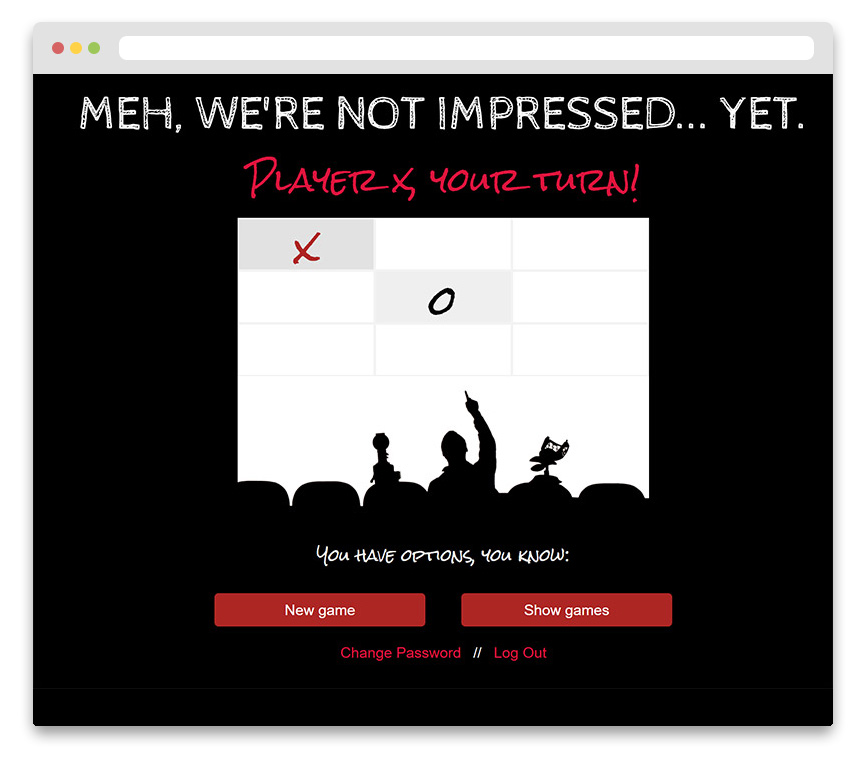 MEH, WE'RE NOT IMPRESSED... YET.
Player x, your turn!
x
o
You have options, you know:
New game Show games
Change Password // Log Out